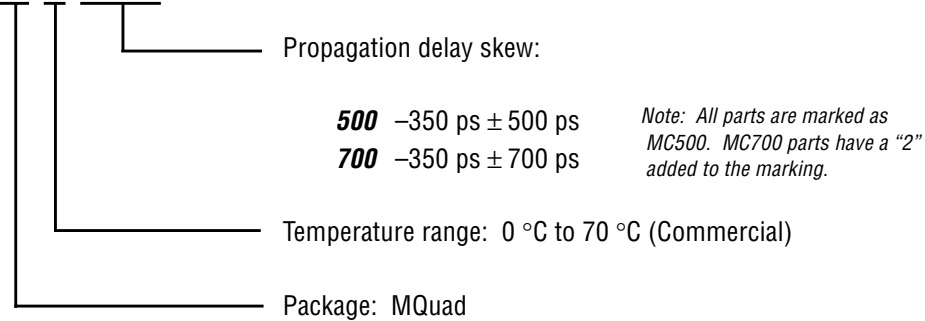 Propagation delay skew:
500 –350 ps ± 500 ps
700 –350 ps ± 700 ps
Note: All parts are marked as
MC500. MC700 parts have a “2”
added to the marking.
Temperature range: 0 °C to 70 °C (Commercial)
Package: MQuad